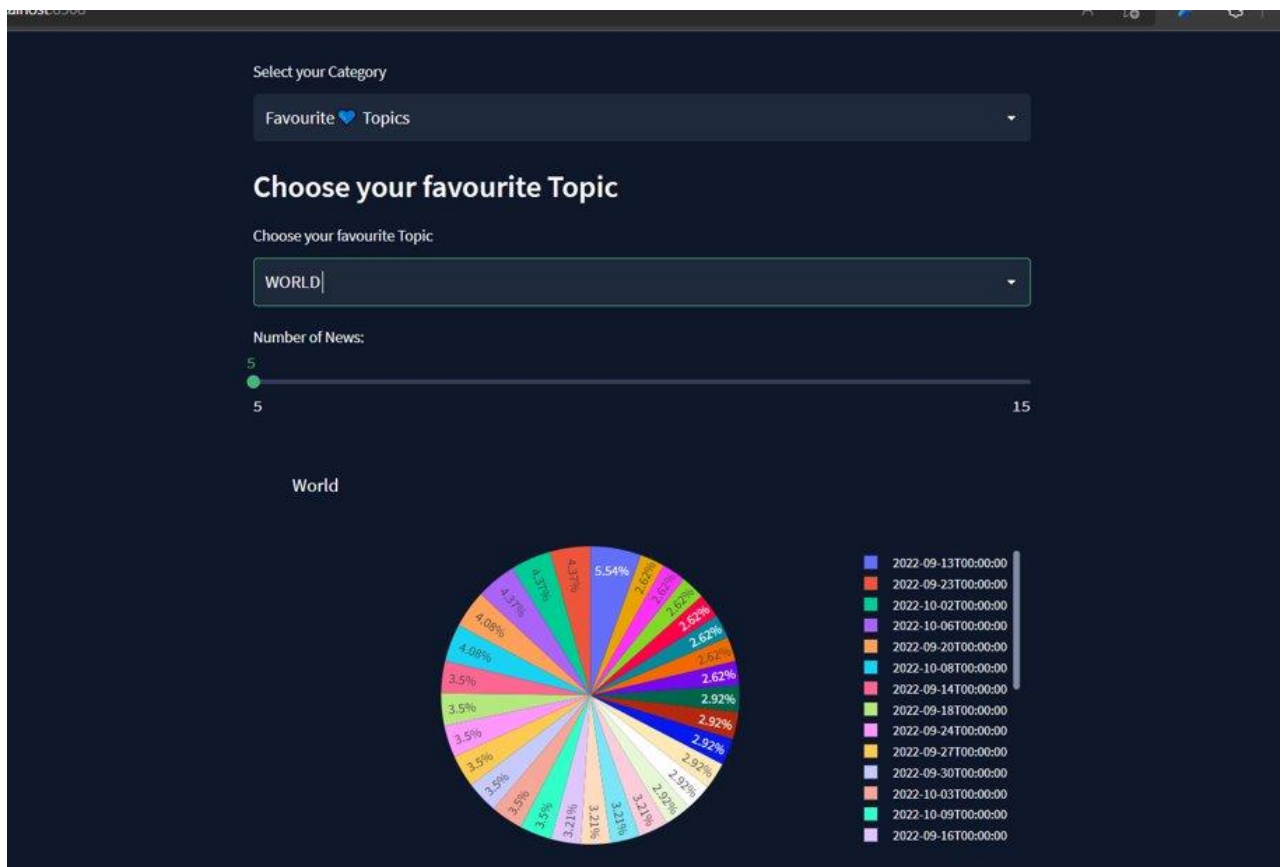 Select your Category
Favourite 💙 Topics
Choose your favourite Topic
Choose your favourite Topic
WORLD
Number of News:
5
5
15
World
5.54%
2.62%
2.62%
2.62%
2.62%
2.62%
2.62%
2.62%
2.92%
2.92%
2.92%
2.92%
2.92%
2.92%
3.21%
3.21%
3.21%
3.21%
3.5%
3.5%
3.5%
3.5%
3.5%
3.5%
3.5%
4.08%
4.08%
4.37%
4.37%
4.37%
2022-09-13T00:00:00
2022-09-23T00:00:00
2022-10-02T00:00:00
2022-10-06T00:00:00
2022-09-20T00:00:00
2022-10-08T00:00:00
2022-09-14T00:00:00
2022-09-18T00:00:00
2022-09-24T00:00:00
2022-09-27T00:00:00
2022-09-30T00:00:00
2022-10-03T00:00:00
2022-10-09T00:00:00
2022-09-16T00:00:00